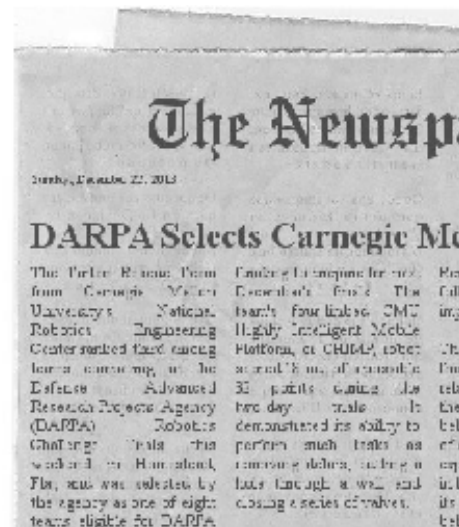 The Newspa
Sunday, December 22, 2013
DARPA Selects Carnegie Me
The Tartan Rescue Team
from Carnegie Mellon
University's National
Robotics Engineering
Center ranked third among
teams competing in the
Defense Advanced
Research Projects Agency
(DARPA) Robotics
Challenge Trials this
weekend in Homestead,
Fla., and was selected by
the agency as one of eight
teams eligible for DARPA
funding to prepare for next
December's finals. The
team's four-limbed CMU
Highly Intelligent Mobile
Platform, or CHIMP, robot
scored 18 out of a possible
32 points during the
two-day trials. It
demonstrated its ability to
perform such tasks as
removing debris, cutting a
hole through a wall and
closing a series of valves.